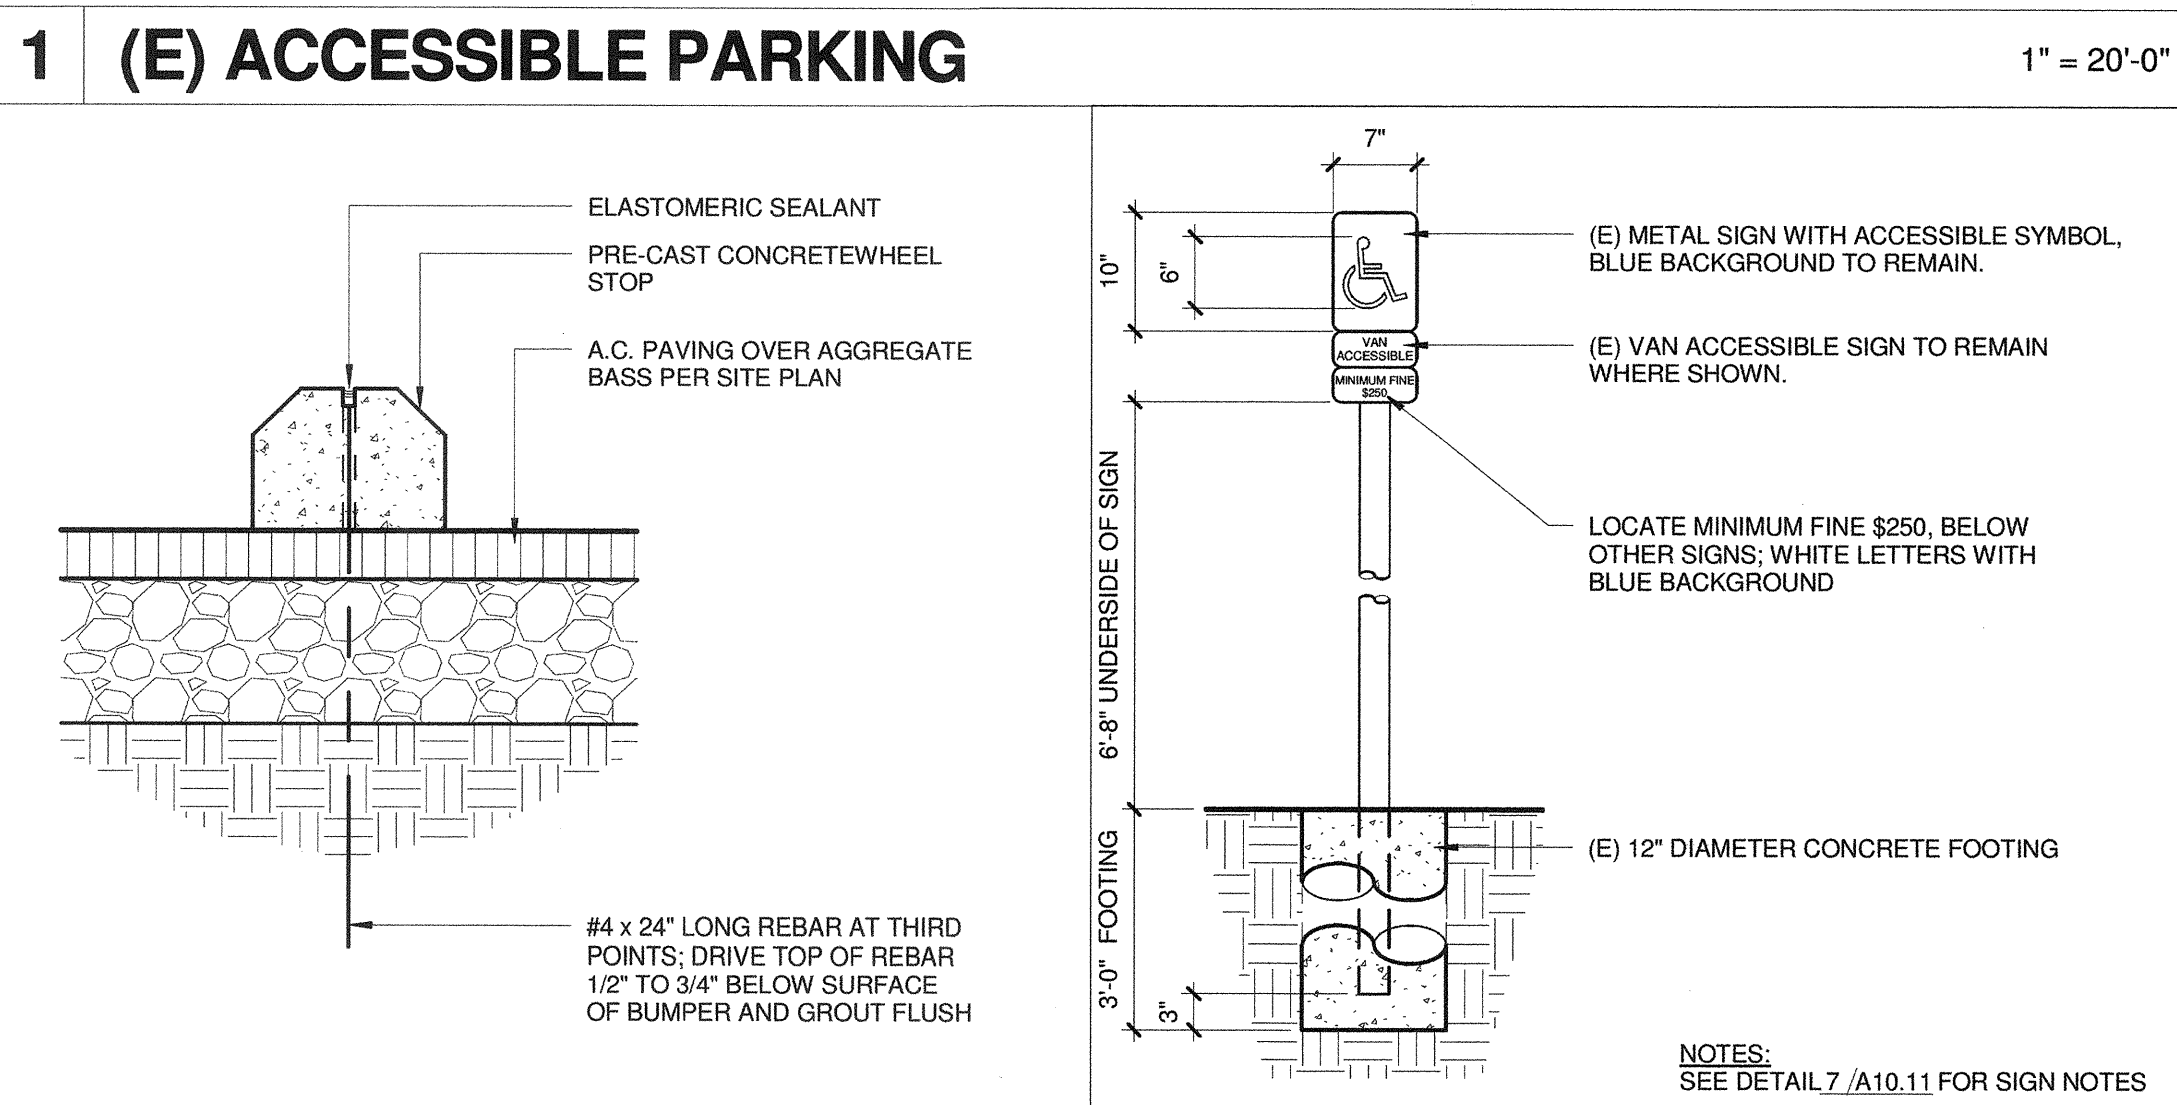 1 (E) ACCESSIBLE PARKING 1" = 20'-0"
ELASTOMERIC SEALANT
PRE-CAST CONCRETEWHEEL
STOP
A.C. PAVING OVER AGGREGATE
BASS PER SITE PLAN
#4 x 24" LONG REBAR AT THIRD
POINTS; DRIVE TOP OF REBAR
1/2" TO 3/4" BELOW SURFACE
OF BUMPER AND GROUT FLUSH
7"
10"
6"
VAN
ACCESSIBLE
MINIMUM FINE
$250
6'-8" UNDERSIDE OF SIGN
3'-0" FOOTING
3"
(E) METAL SIGN WITH ACCESSIBLE SYMBOL,
BLUE BACKGROUND TO REMAIN.
(E) VAN ACCESSIBLE SIGN TO REMAIN
WHERE SHOWN.
LOCATE MINIMUM FINE $250, BELOW
OTHER SIGNS; WHITE LETTERS WITH
BLUE BACKGROUND
(E) 12" DIAMETER CONCRETE FOOTING
NOTES:
SEE DETAIL 7 /A10.11 FOR SIGN NOTES